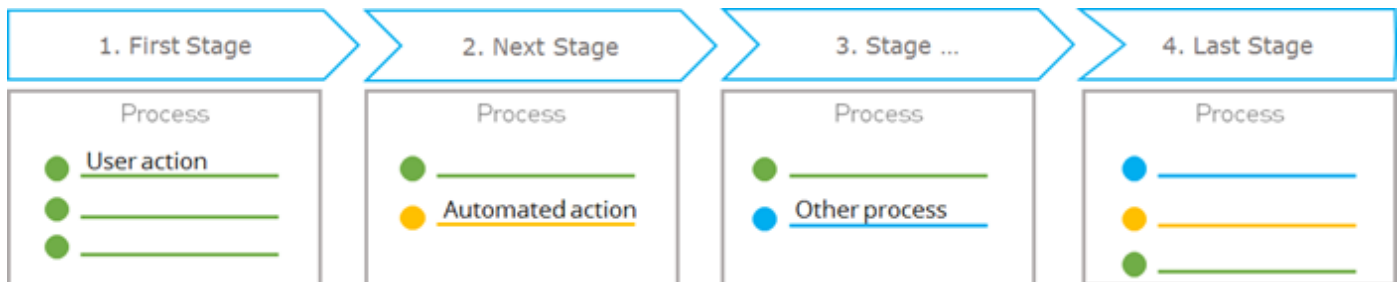 1. First Stage
2. Next Stage
3. Stage ...
4. Last Stage
Process
Process
Process
Process
User action
Automated action
Other process